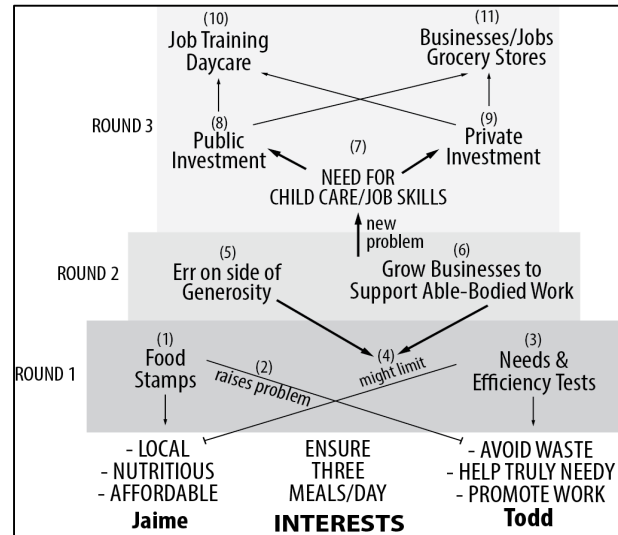 (10)
Job Training
Daycare
(11)
Businesses/Jobs
Grocery Stores
ROUND 3
(8)
Public
Investment
(9)
Private
Investment
(7)
NEED FOR
CHILD CARE/JOB SKILLS
new
problem
ROUND 2
(5)
Err on side of
Generosity
(6)
Grow Businesses to
Support Able-Bodied Work
ROUND 1
(1)
Food
Stamps
(2)
raises problem
(4)
might limit
(3)
Needs &
Efficiency Tests
- LOCAL
- NUTRITIOUS
- AFFORDABLE
Jaime
ENSURE
THREE
MEALS/DAY
INTERESTS
- AVOID WASTE
- HELP TRULY NEEDY
- PROMOTE WORK
Todd